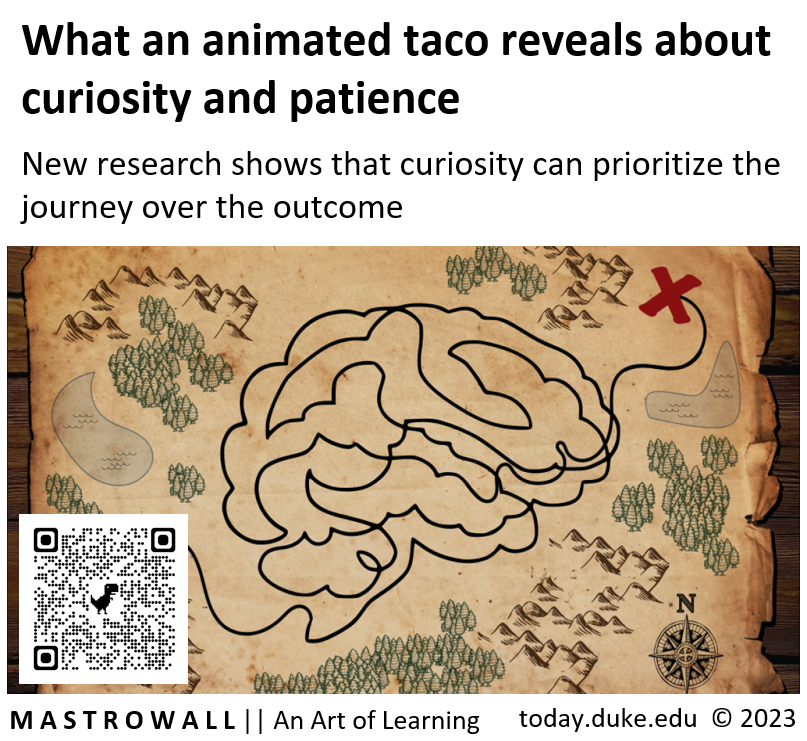 What an animated taco reveals about
curiosity and patience
New research shows that curiosity can prioritize the
journey over the outcome
N
MASTROWALL || An Art of Learning
today.duke.edu © 2023